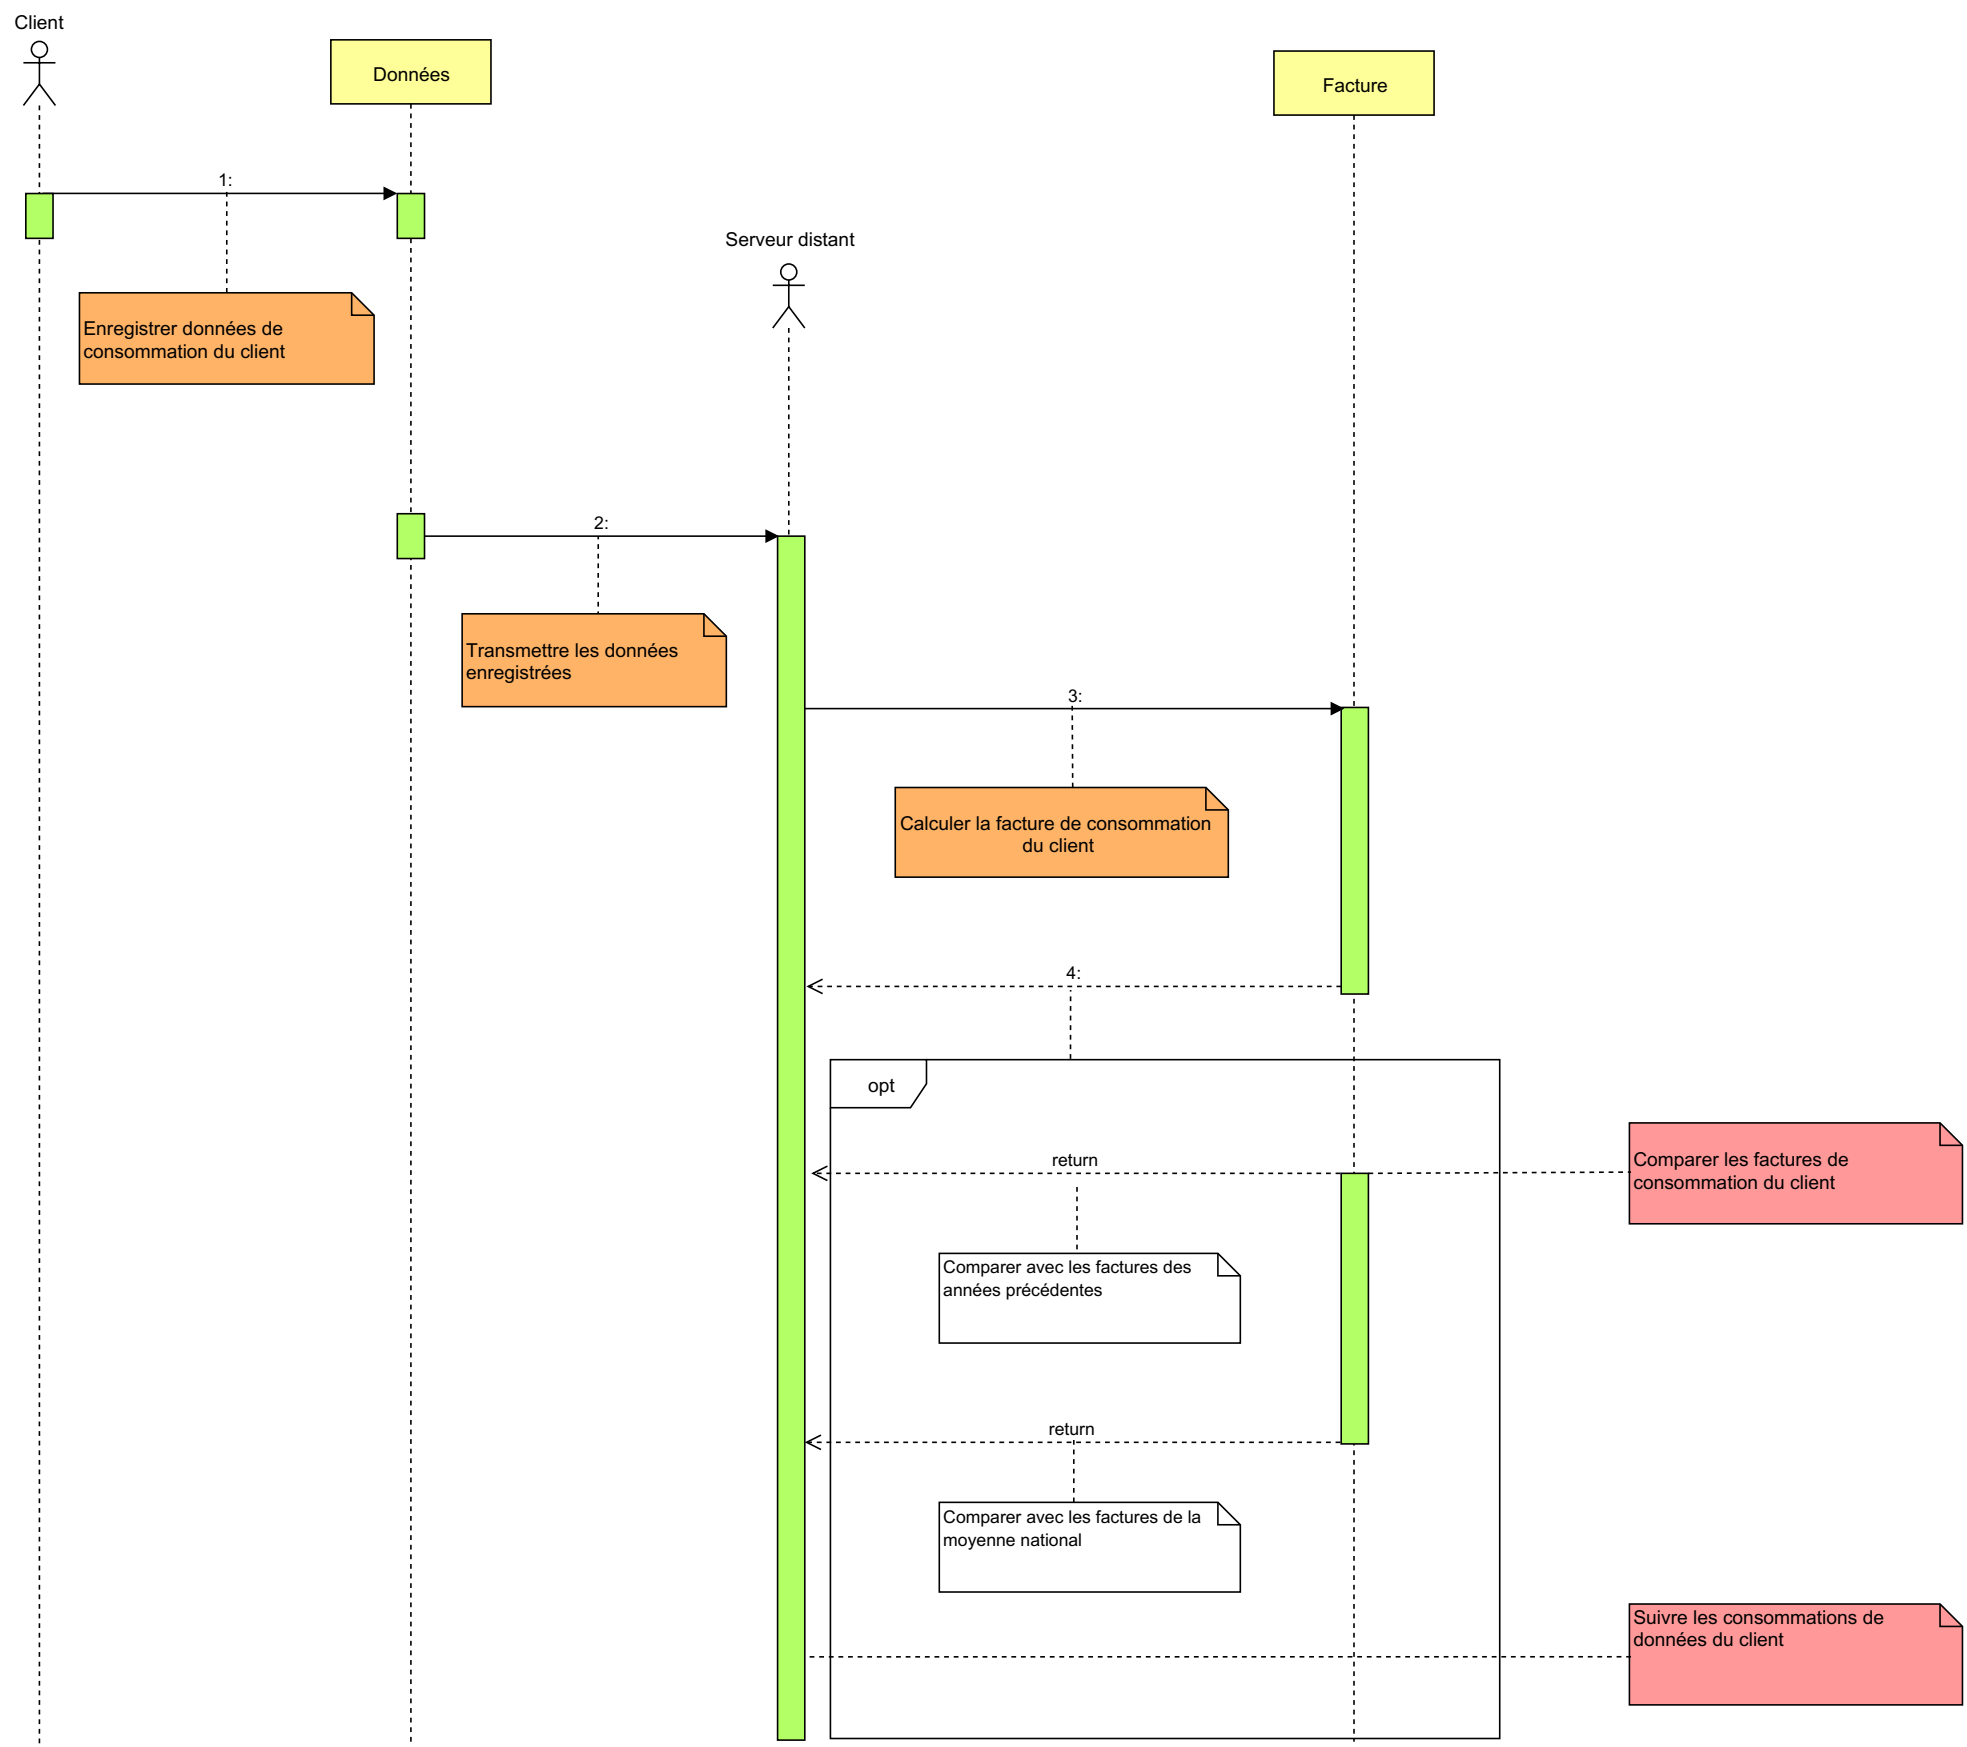 Client
Données
Facture
1:
Serveur distant
Enregistrer données de
consommation du client
2:
Transmettre les données
enregistrées
3:
Calculer la facture de consommation
du client
4:
opt
return
Comparer les factures de
consommation du client
Comparer avec les factures des
années précédentes
return
Comparer avec les factures de la
moyenne national
Suivre les consommations de
données du client